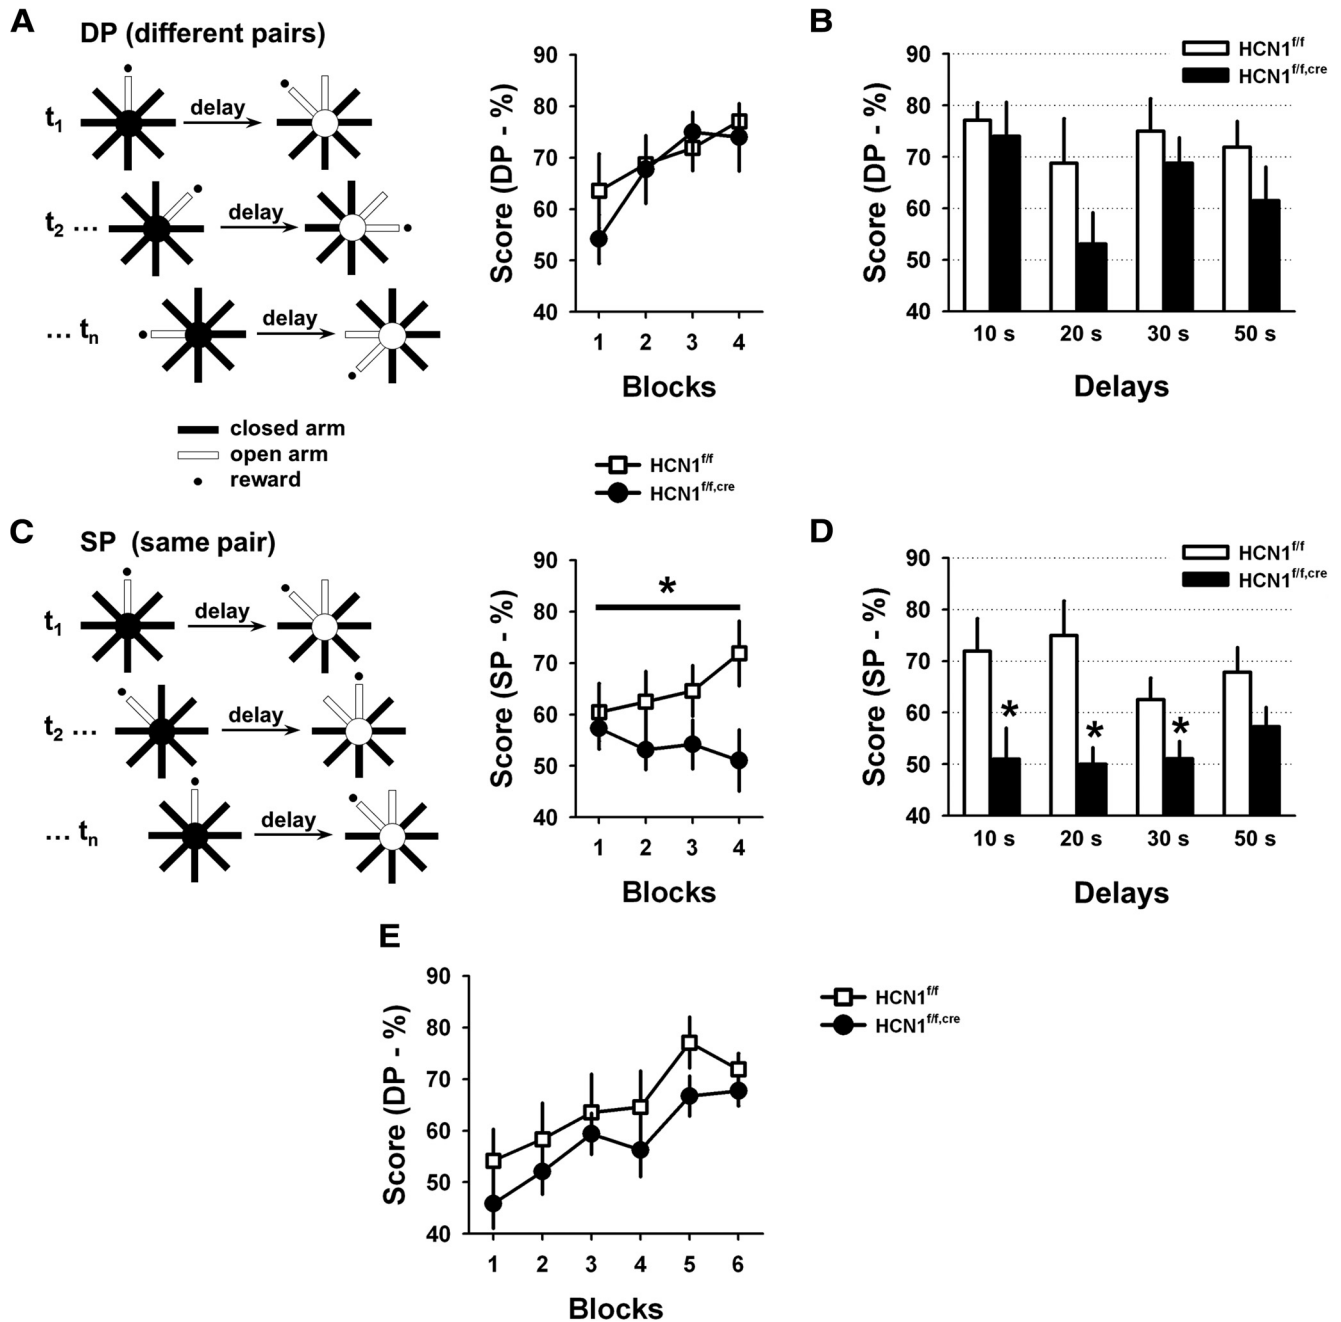 A
DP (different pairs)
t1
delay
t2 ...
delay
... tn
delay
closed arm
open arm
reward
Score (DP - %)
90
80
70
60
50
40
1 2 3 4
Blocks
HCN1f/f
HCN1f/f,cre
B
HCN1f/f
HCN1f/f,cre
Score (DP - %)
90
80
70
60
50
40
10 s 20 s 30 s 50 s
Delays
C
SP (same pair)
t1
delay
t2 ...
delay
... tn
delay
Score (SP - %)
90
80
70
60
50
40
*
1 2 3 4
Blocks
D
HCN1f/f
HCN1f/f,cre
Score (SP - %)
90
80
70
60
50
40
* * *
10 s 20 s 30 s 50 s
Delays
E
Score (DP - %)
90
80
70
60
50
40
1 2 3 4 5 6
Blocks
HCN1f/f
HCN1f/f,cre